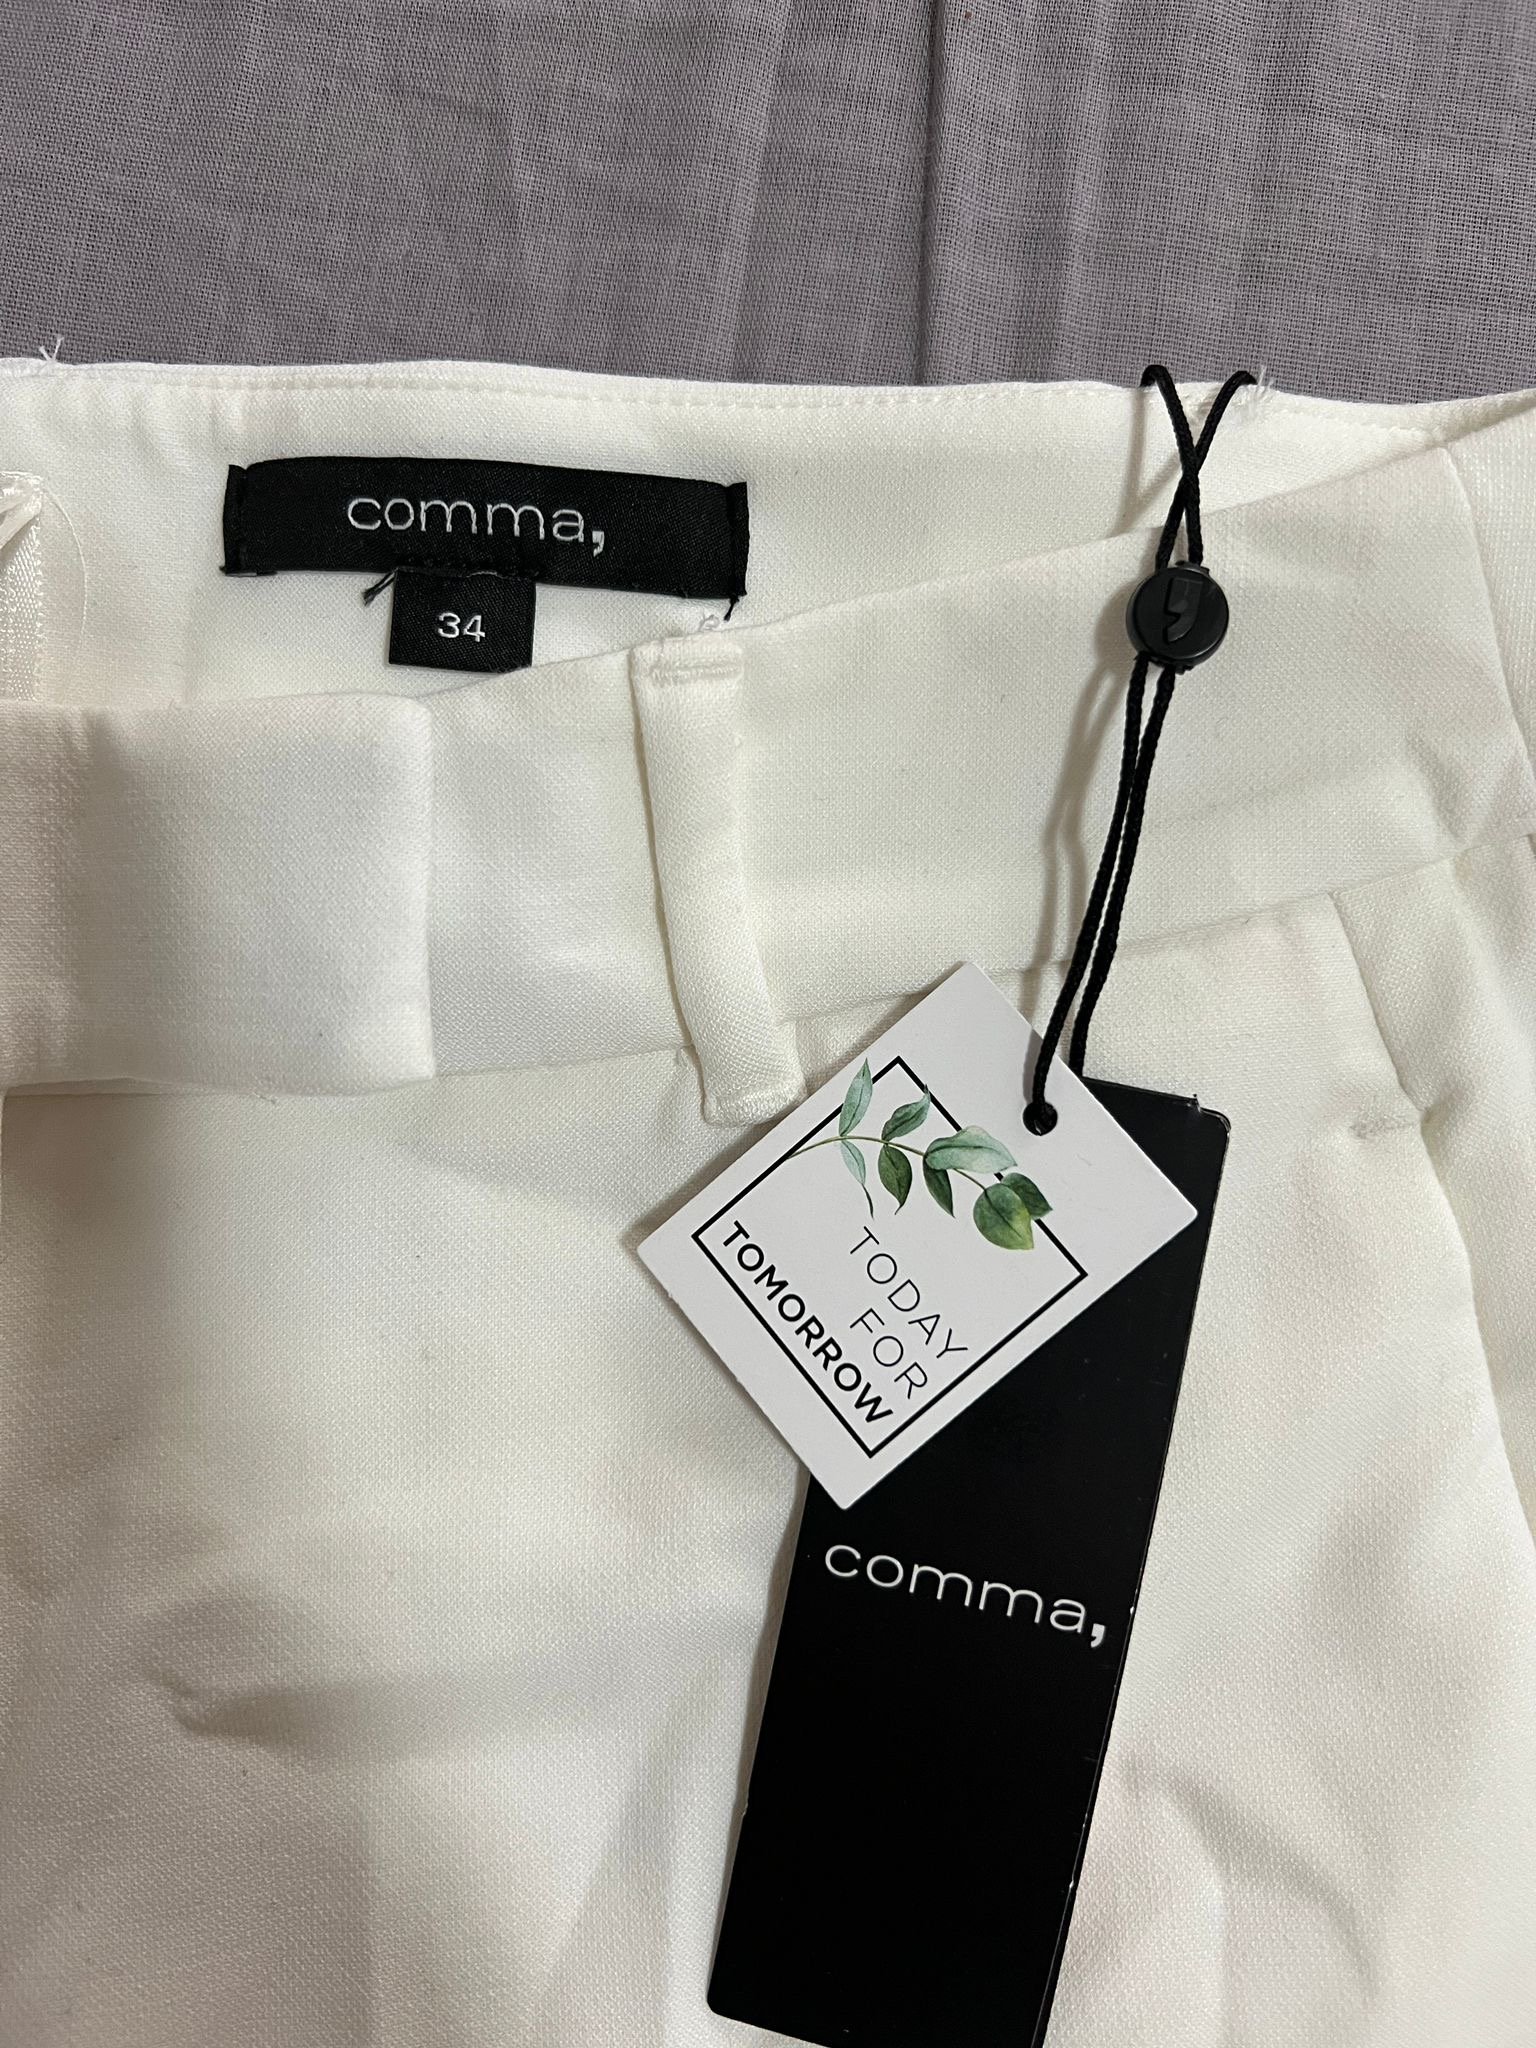 comma,
34
TODAY
FOR
TOMORROW
comma,